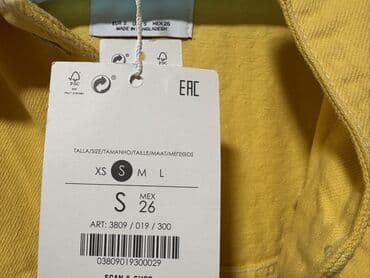 MEX 26
MADE IN BANGLADESH
FSC
EAC
TALLA/SIZE/TAMANHO/TAILLE/MAAT/ΜΕΓΕΘΟΣ
XS S M L
S MEX 26
ART: 3809 / 019 / 300
03809019300029